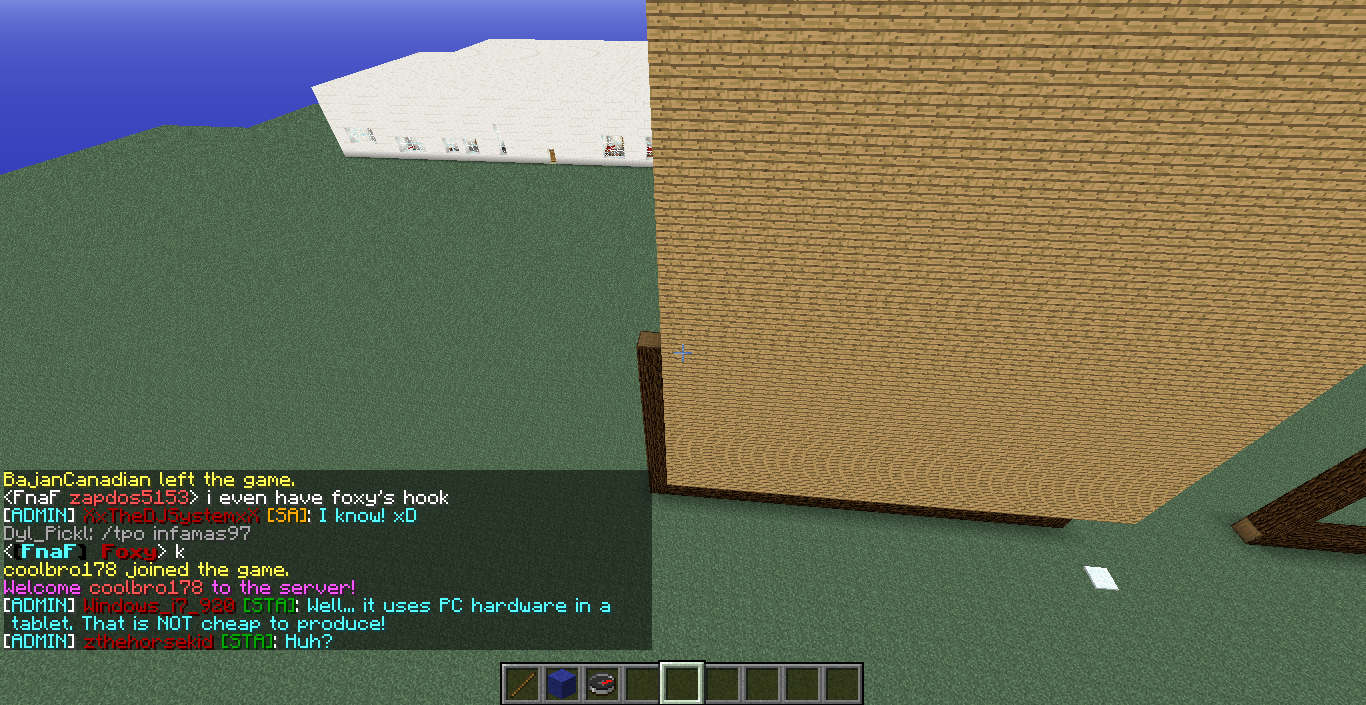 BajanCanadian left the game.
<FnaF zapdos5153> i even have foxy's hook
[ADMIN] XxTheDJSystemxX [SA]: I know! xD
Dyl_Pickl: /tpo infamas97
<[FnaF] Foxy> k
coolbro178 joined the game.
Welcome coolbro178 to the server!
[ADMIN] Windows_i7_920 [STA]: Well... it uses PC hardware in a
tablet. That is NOT cheap to produce!
[ADMIN] zthehorsekid [STA]: Huh?